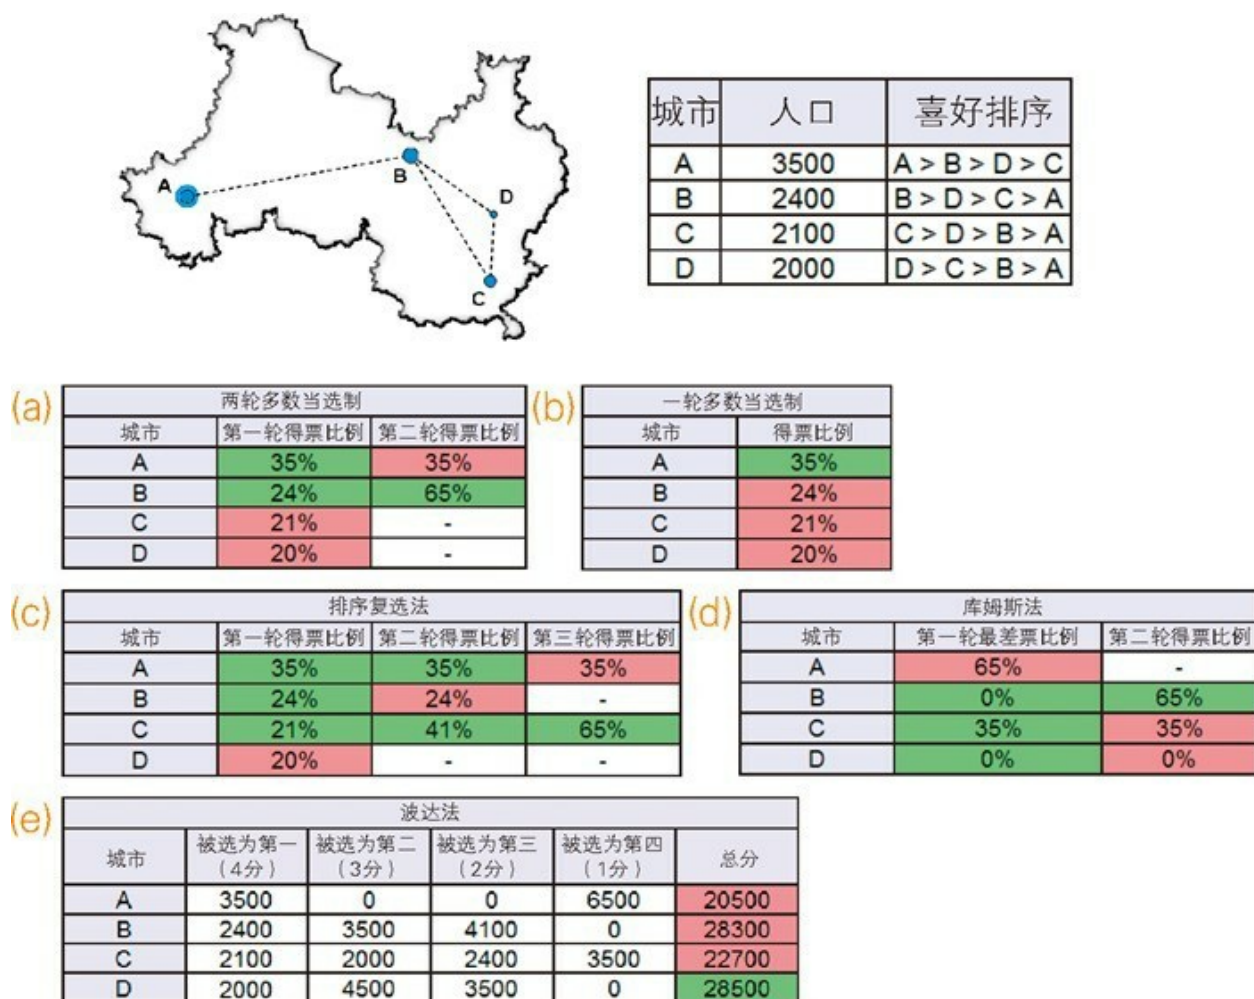 A
B
D
C
城市 人口 喜好排序
A 3500 A > B > D > C
B 2400 B > D > C > A
C 2100 C > D > B > A
D 2000 D > C > B > A
(a)
两轮多数当选制
城市 第一轮得票比例 第二轮得票比例
A 35% 35%
B 24% 65%
C 21% -
D 20% -
(b)
一轮多数当选制
城市 得票比例
A 35%
B 24%
C 21%
D 20%
(c)
排序复选法
城市 第一轮得票比例 第二轮得票比例 第三轮得票比例
A 35% 35% 35%
B 24% 24% -
C 21% 41% 65%
D 20% - -
(d)
库姆斯法
城市 第一轮最差票比例 第二轮得票比例
A 65% -
B 0% 65%
C 35% 35%
D 0% 0%
(e)
波达法
城市 被选为第一(4分) 被选为第二(3分) 被选为第三(2分) 被选为第四(1分) 总分
A 3500 0 0 6500 20500
B 2400 3500 4100 0 28300
C 2100 2000 2400 3500 22700
D 2000 4500 3500 0 28500